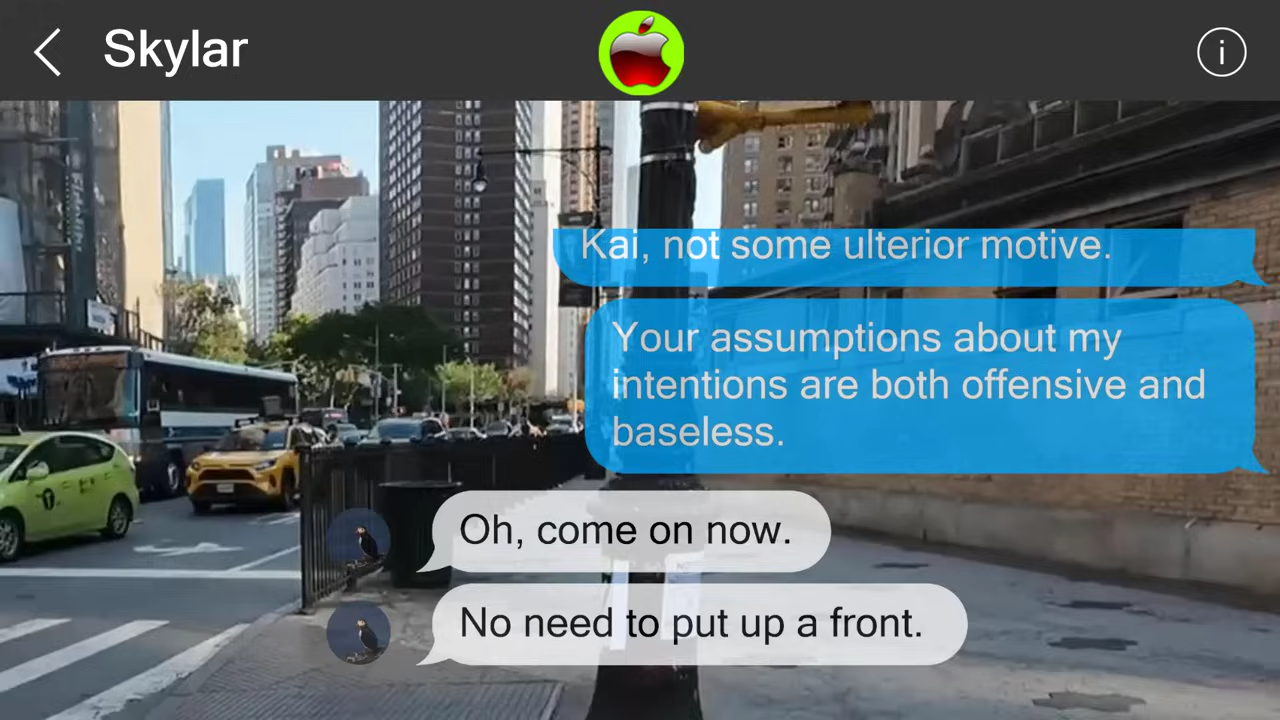 Skylar
i
Kai, not some ulterior motive.
Your assumptions about my
intentions are both offensive and
baseless.
Oh, come on now.
No need to put up a front.